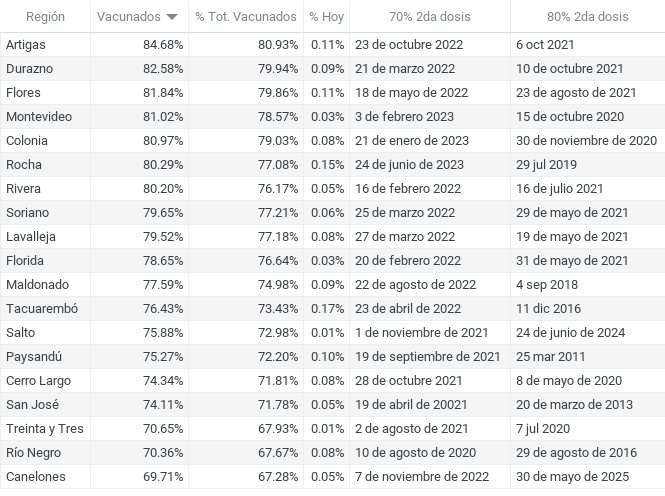 Región Vacunados % Tot. Vacunados % Hoy 70% 2da dosis 80% 2da dosis
Artigas 84.68% 80.93% 0.11% 23 de octubre 2022 6 oct 2021
Durazno 82.58% 79.94% 0.09% 21 de marzo 2022 10 de octubre 2021
Flores 81.84% 79.86% 0.11% 18 de mayo de 2022 23 de agosto de 2021
Montevideo 81.02% 78.57% 0.03% 3 de febrero 2023 15 de octubre 2020
Colonia 80.97% 79.03% 0.08% 21 de enero de 2023 30 de noviembre de 2020
Rocha 80.29% 77.08% 0.15% 24 de junio de 2023 29 jul 2019
Rivera 80.20% 76.17% 0.05% 16 de febrero 2022 16 de julio 2021
Soriano 79.65% 77.21% 0.06% 25 de marzo 2022 29 de mayo de 2021
Lavalleja 79.52% 77.18% 0.08% 27 de marzo 2022 19 de mayo de 2021
Florida 78.65% 76.64% 0.03% 20 de febrero 2022 31 de mayo de 2021
Maldonado 77.59% 74.98% 0.09% 22 de agosto de 2022 4 sep 2018
Tacuarembó 76.43% 73.43% 0.17% 23 de abril de 2022 11 dic 2016
Salto 75.88% 72.98% 0.01% 1 de noviembre de 2021 24 de junio de 2024
Paysandú 75.27% 72.20% 0.10% 19 de septiembre de 2021 25 mar 2011
Cerro Largo 74.34% 71.81% 0.08% 28 de octubre 2021 8 de mayo de 2020
San José 74.11% 71.78% 0.05% 19 de abril de 20021 20 de marzo de 2013
Treinta y Tres 70.65% 67.93% 0.01% 2 de agosto de 2021 7 jul 2020
Río Negro 70.36% 67.67% 0.08% 10 de agosto de 2020 29 de agosto de 2016
Canelones 69.71% 67.28% 0.05% 7 de noviembre de 2022 30 de mayo de 2025